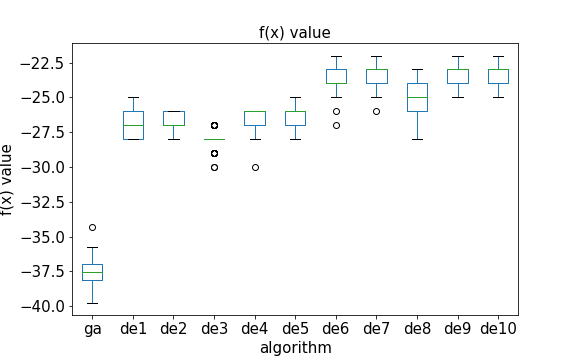 f(x) value
f(x) value
−22.5
−25.0
−27.5
−30.0
−32.5
−35.0
−37.5
−40.0
ga de1 de2 de3 de4 de5 de6 de7 de8 de9 de10
algorithm